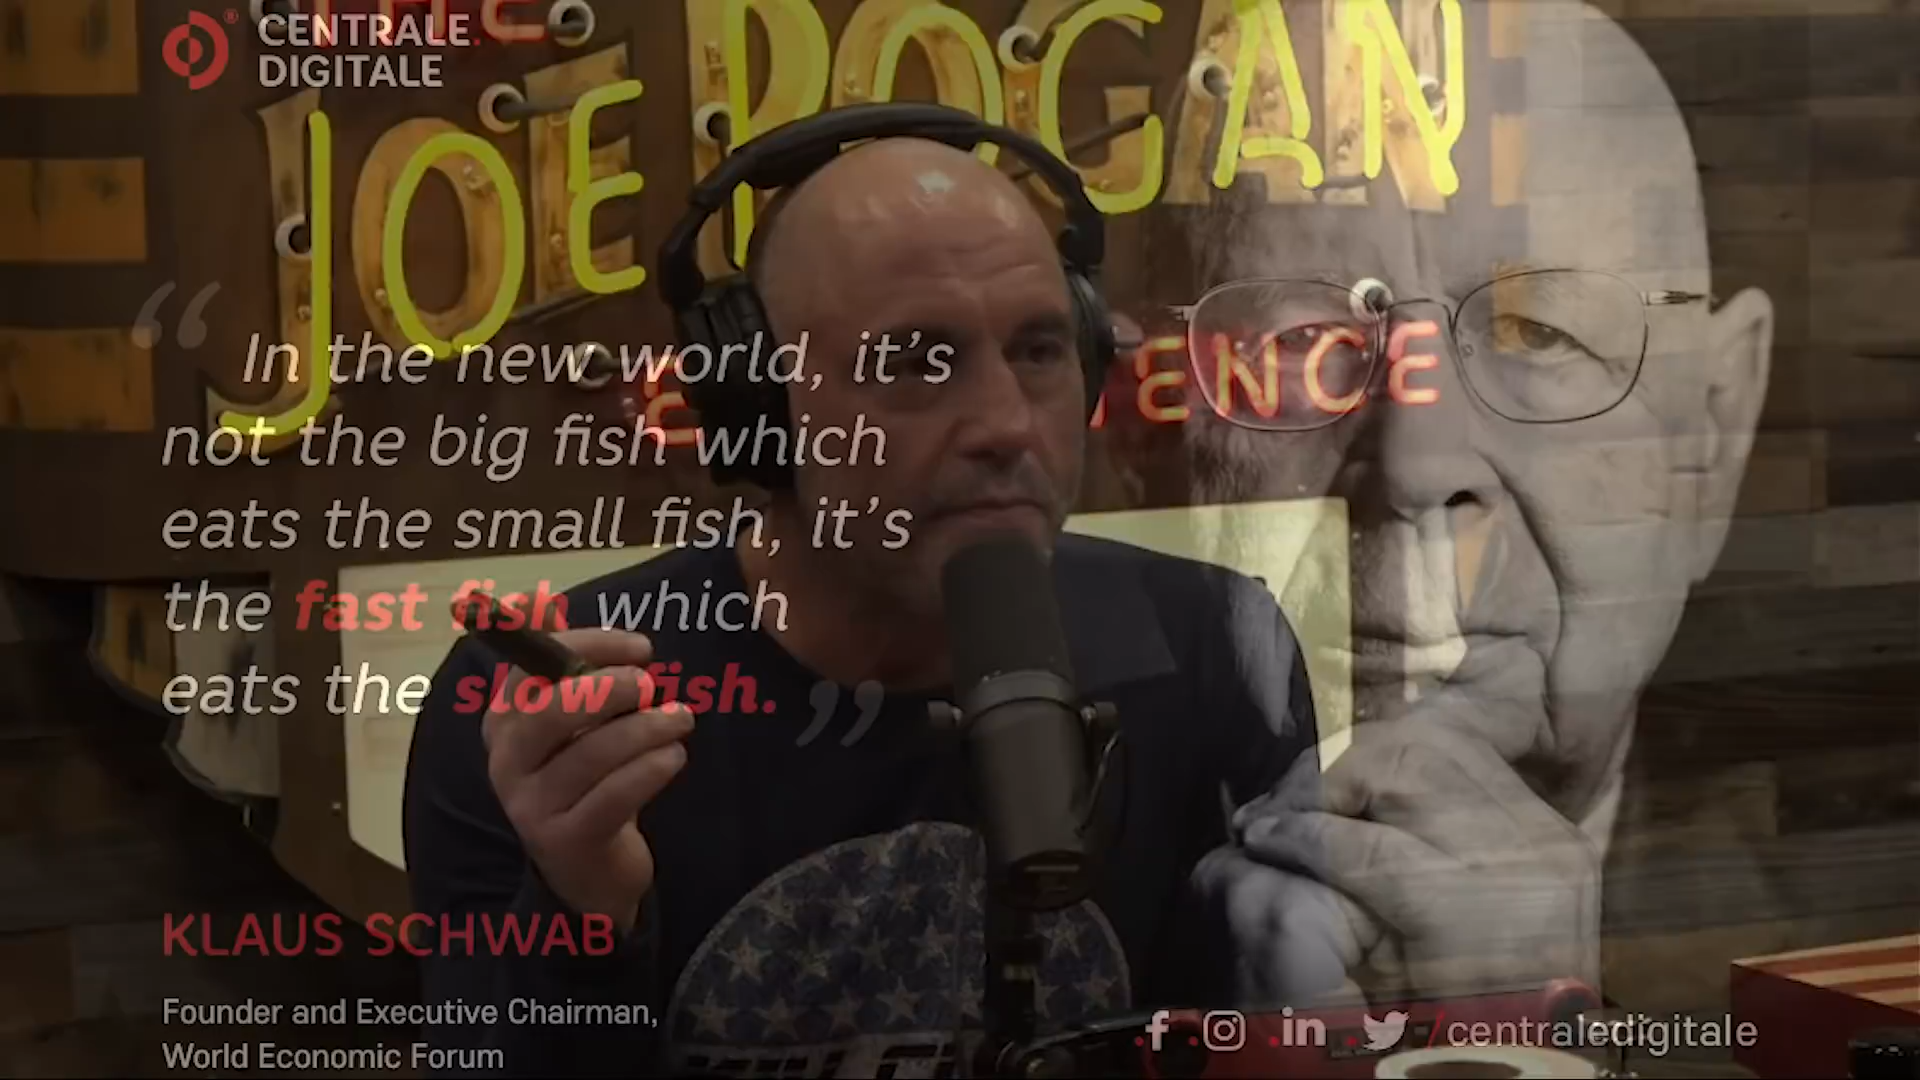 THE
CENTRALE
DIGITALE
JOE ROGAN
“ In the new world, it’s
not the big fish which
eats the small fish, it’s
the fast fish which
eats the slow fish. ”
KLAUS SCHWAB
Founder and Executive Chairman,
World Economic Forum
/centraledigitale